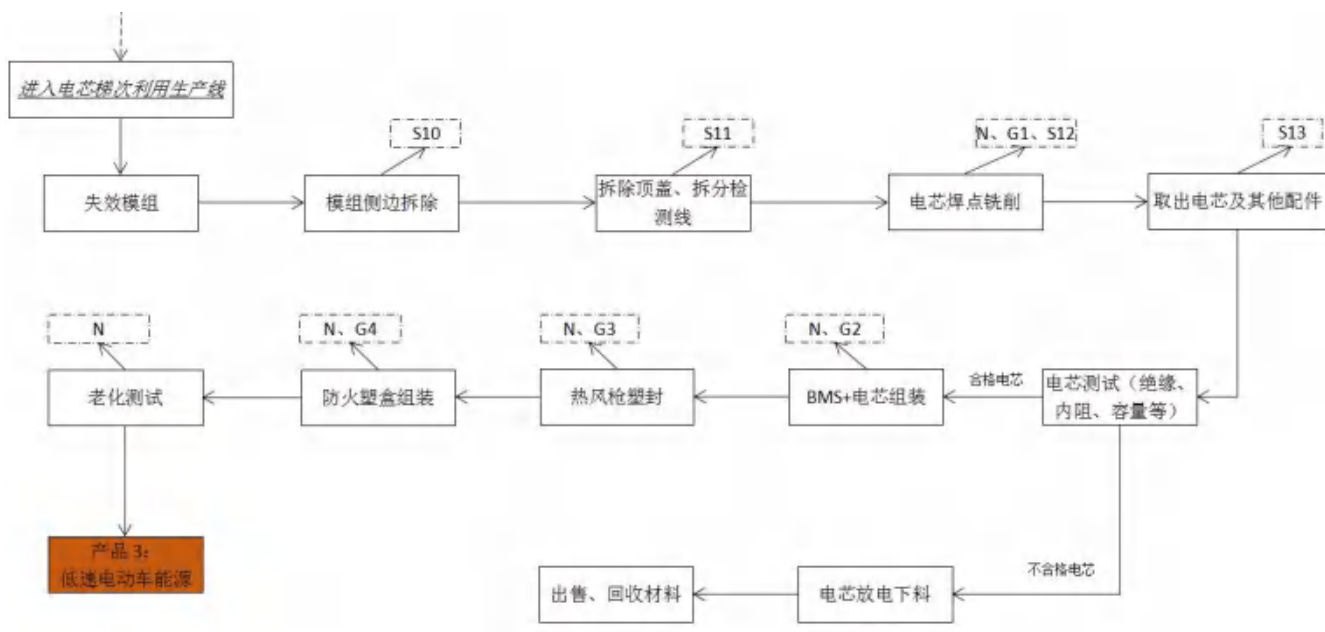 进入电芯梯次利用生产线
S10
S11
N、G1、S12
S13
失效模组
模组侧边拆除
拆除顶盖、拆分检
测线
电芯焊点铣削
取出电芯及其他配件
N
N、G4
N、G3
N、G2
老化测试
防火塑盒组装
热风枪塑封
BMS+电芯组装
合格电芯
电芯测试（绝缘、
内阻、容量等）
产品 3：
低速电动车能源
不合格电芯
出售、回收材料
电芯放电下料